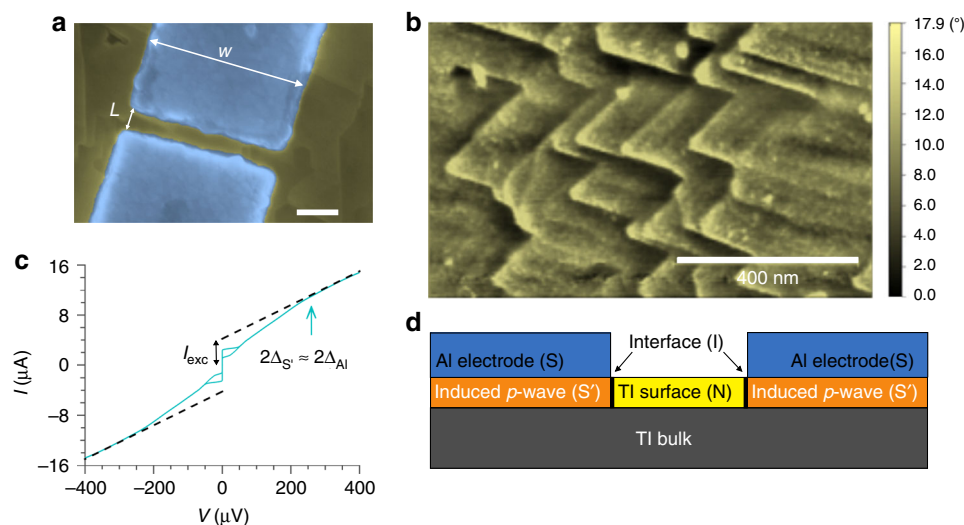 a
w
L
b
400 nm
17.9 (°)
16.0
14.0
12.0
10.0
8.0
6.0
4.0
2.0
0.0
c
16
8
0
−8
−16
I (μA)
I_exc
2Δ_S′ ≈ 2Δ_Al
−400
−200
0
200
400
V (μV)
d
Interface (I)
Al electrode (S)
Al electrode(S)
Induced p-wave (S′)
TI surface (N)
Induced p-wave (S′)
TI bulk